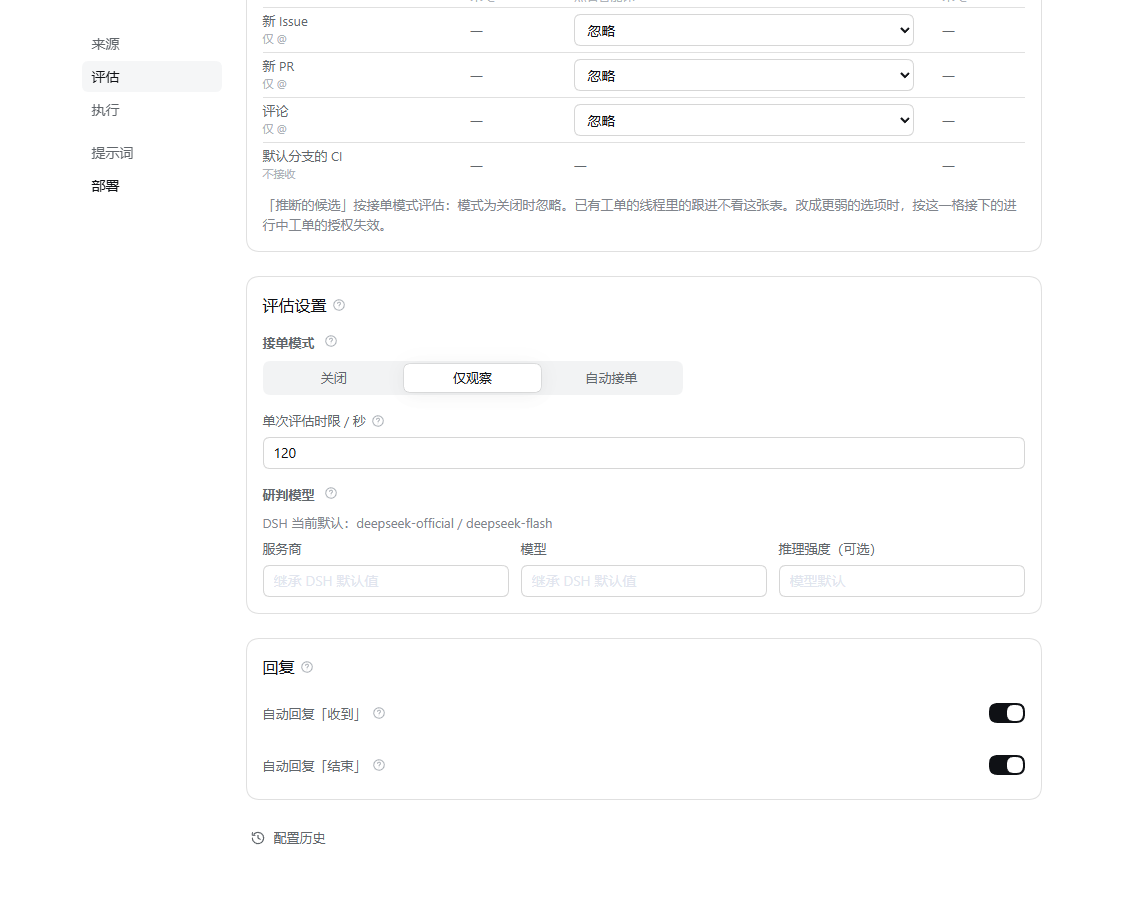 来源
评估
执行
提示词
部署
新 Issue
仅 @
—
忽略
—
新 PR
仅 @
—
忽略
—
评论
仅 @
—
忽略
—
默认分支的 CI
不接收
—
—
—
「推断的候选」按接单模式评估：模式为关闭时忽略。已有工单的线程里的跟进不看这张表。改成更弱的选项时，按这一格接下的进
行中工单的授权失效。
评估设置
接单模式
关闭
仅观察
自动接单
单次评估时限 / 秒
120
研判模型
DSH 当前默认：deepseek-official / deepseek-flash
服务商
模型
推理强度（可选）
继承 DSH 默认值
继承 DSH 默认值
模型默认
回复
自动回复「收到」
自动回复「结束」
配置历史